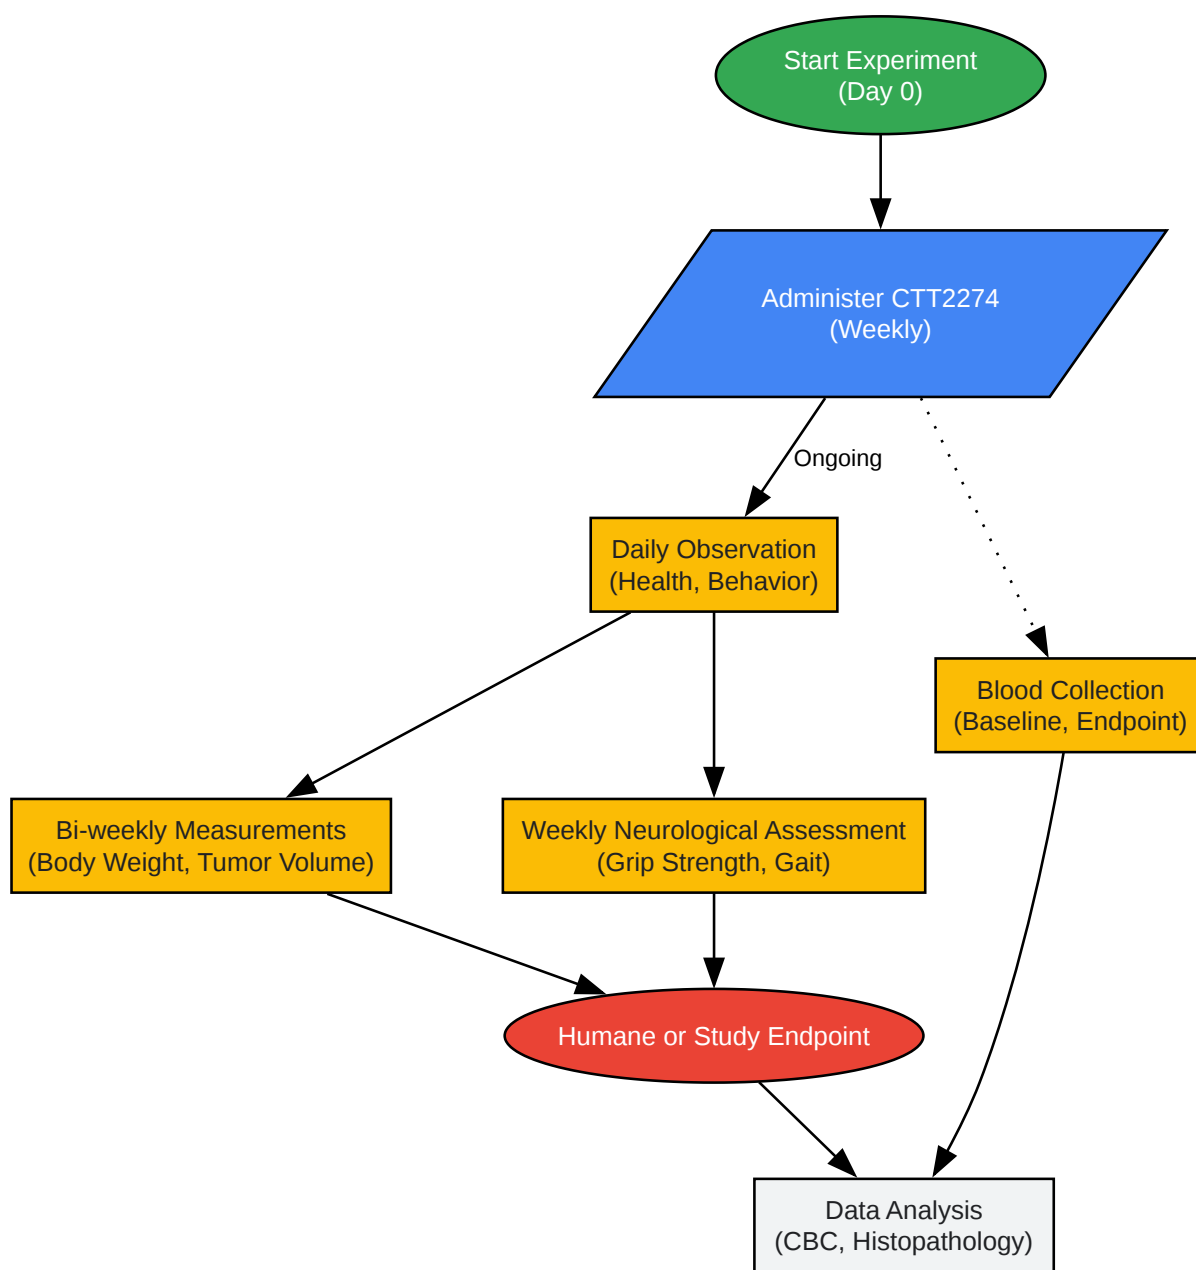 Start Experiment
(Day 0)
Administer CTT2274
(Weekly)
Ongoing
Daily Observation
(Health, Behavior)
Blood Collection
(Baseline, Endpoint)
Bi-weekly Measurements
(Body Weight, Tumor Volume)
Weekly Neurological Assessment
(Grip Strength, Gait)
Humane or Study Endpoint
Data Analysis
(CBC, Histopathology)